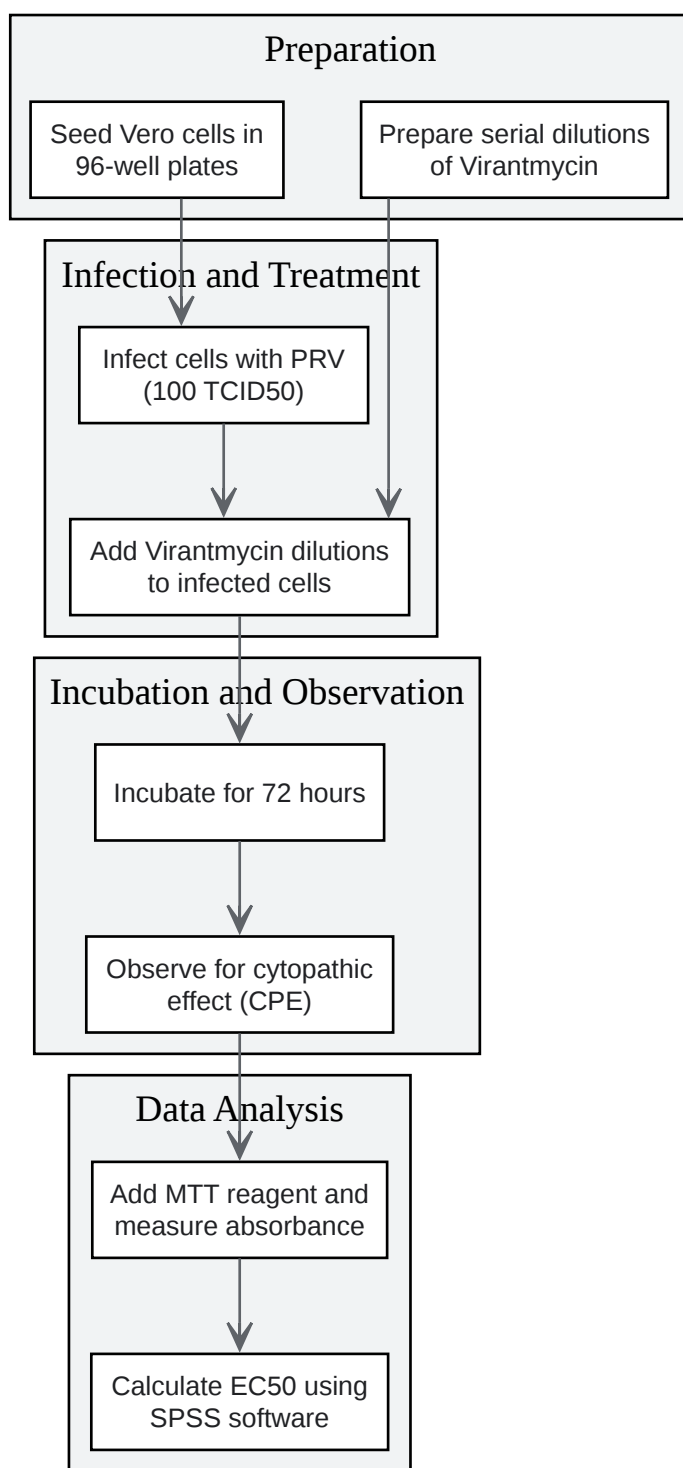 Preparation
Seed Vero cells in
96-well plates
Prepare serial dilutions
of Virantmycin
Infection and Treatment
Infect cells with PRV
(100 TCID50)
Add Virantmycin dilutions
to infected cells
Incubation and Observation
Incubate for 72 hours
Observe for cytopathic
effect (CPE)
Data Analysis
Add MTT reagent and
measure absorbance
Calculate EC50 using
SPSS software